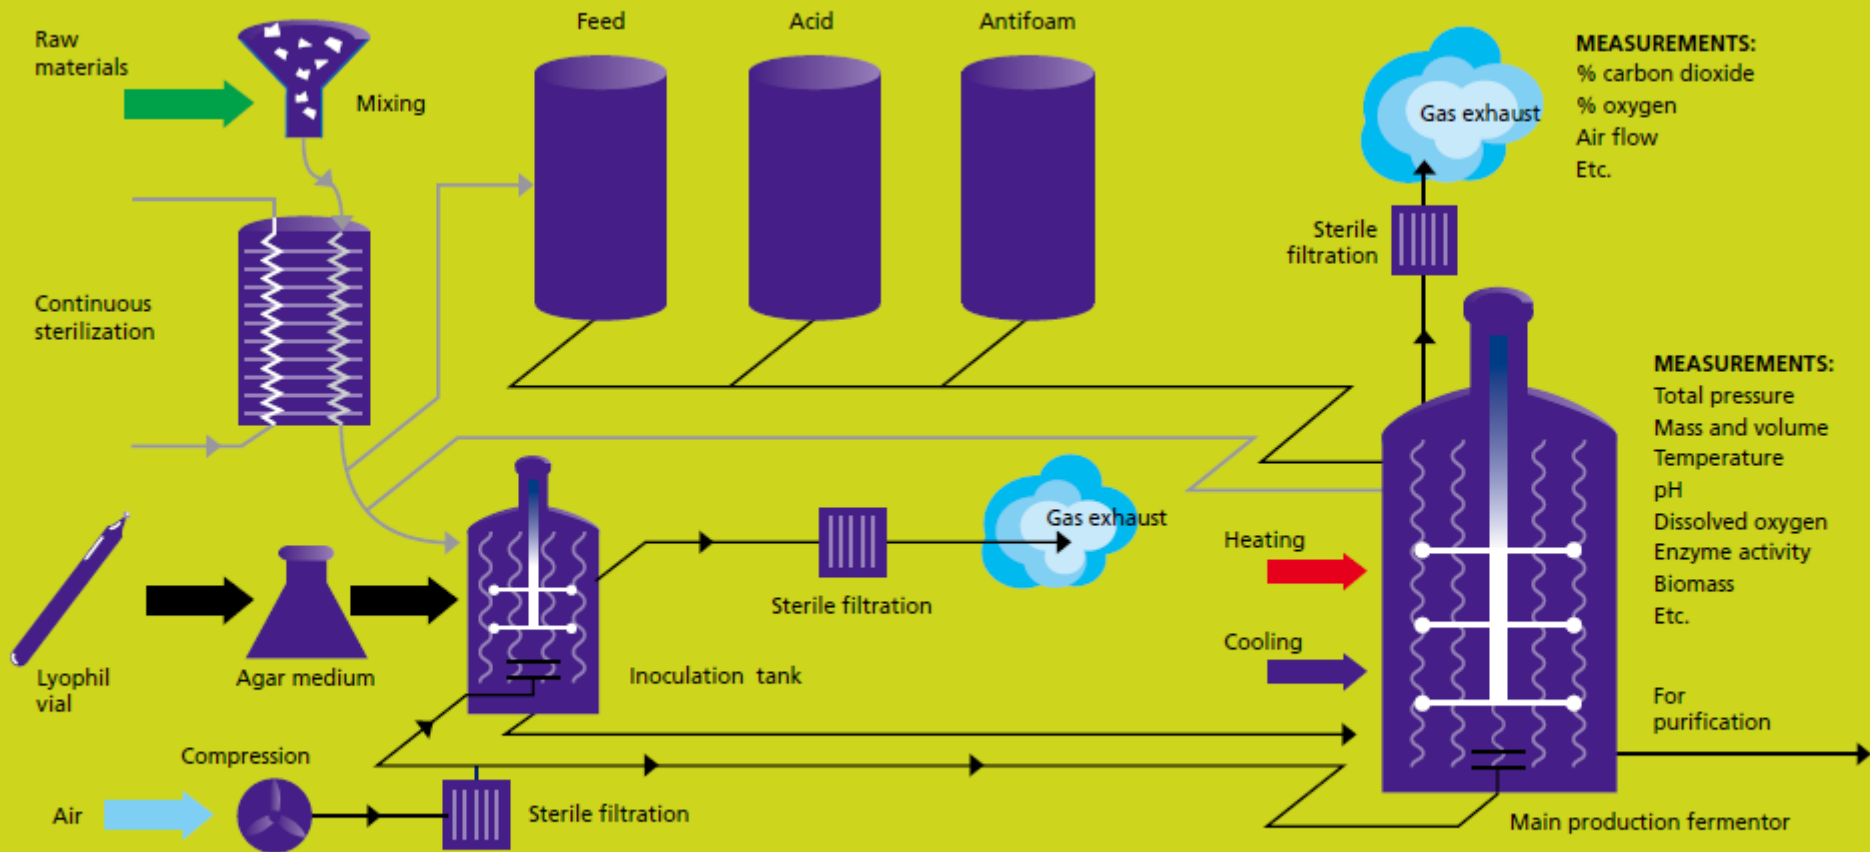 Raw
materials
Mixing
Feed
Acid
Antifoam
Gas exhaust
MEASUREMENTS:
% carbon dioxide
% oxygen
Air flow
Etc.
Sterile
filtration
Continuous
sterilization
MEASUREMENTS:
Total pressure
Mass and volume
Temperature
pH
Dissolved oxygen
Enzyme activity
Biomass
Etc.
Gas exhaust
Heating
Sterile filtration
Cooling
Lyophil
vial
Agar medium
Inoculation tank
For
purification
Compression
Air
Sterile filtration
Main production fermentor